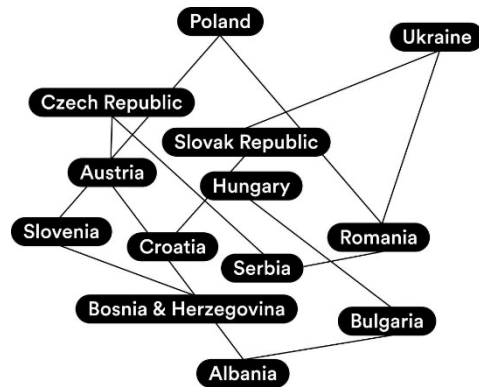 Poland
Ukraine
Czech Republic
Slovak Republic
Austria
Hungary
Slovenia
Croatia
Romania
Serbia
Bosnia & Herzegovina
Bulgaria
Albania